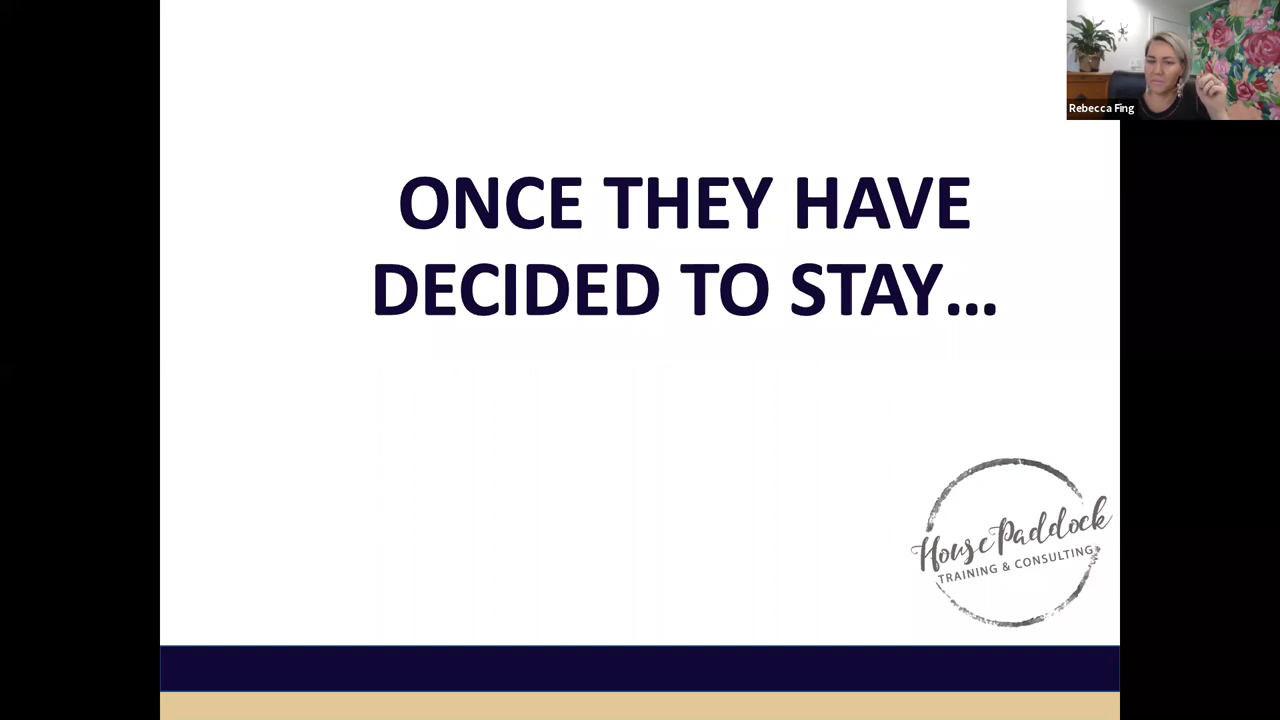 Rebecca Fing
ONCE THEY HAVE
DECIDED TO STAY...
House Paddock
TRAINING & CONSULTING